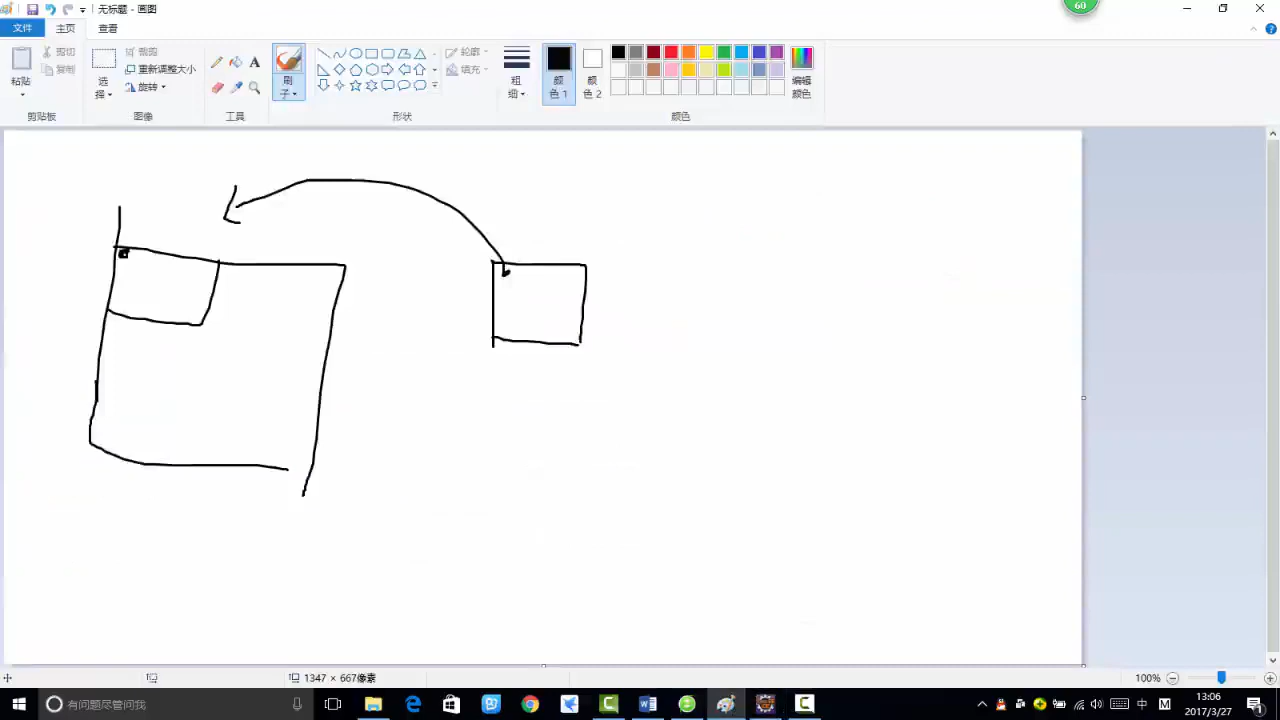 60
无标题 - 画图
文件 主页 查看
粘贴
剪切
复制
剪贴板
选
择
裁剪
重新调整大小
旋转
图像
A
工具
刷
子
轮廓
填充
形状
粗
细
颜
色 1
颜
色 2
编辑
颜色
颜色
1347 × 667像素
100%
有问题尽管问我
中
M
13:06
2017/3/27